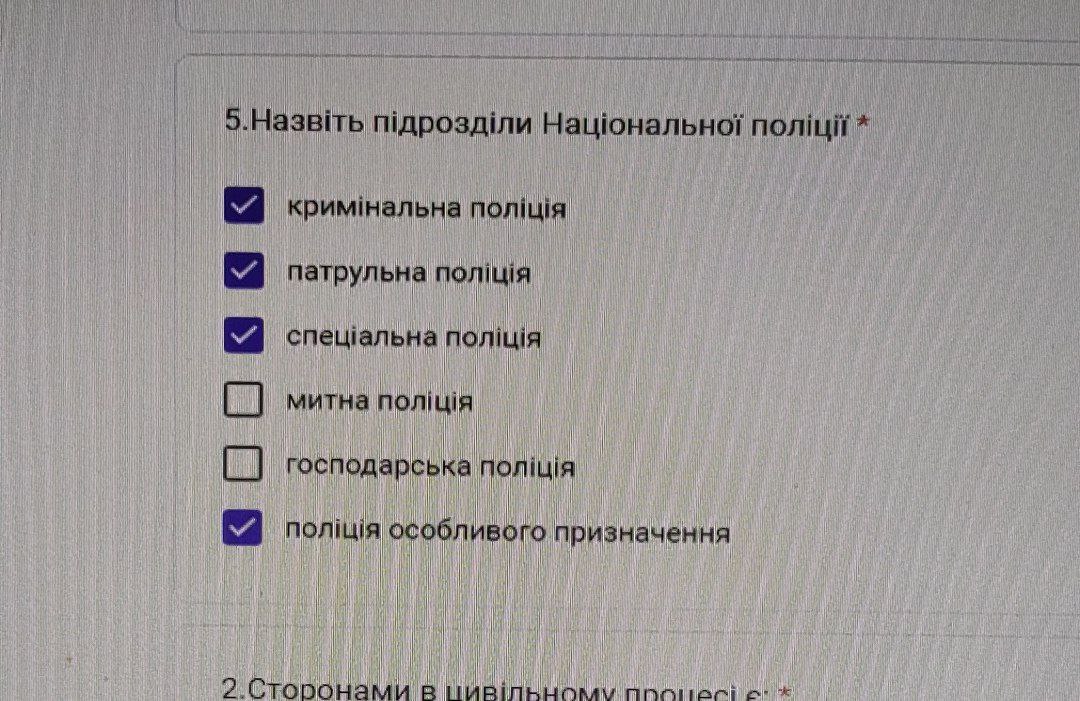 5.Назвіть підрозділи Національної поліції *
кримінальна поліція
патрульна поліція
спеціальна поліція
митна поліція
господарська поліція
поліція особливого призначення
2.Сторонами в цивільному процесі є: *